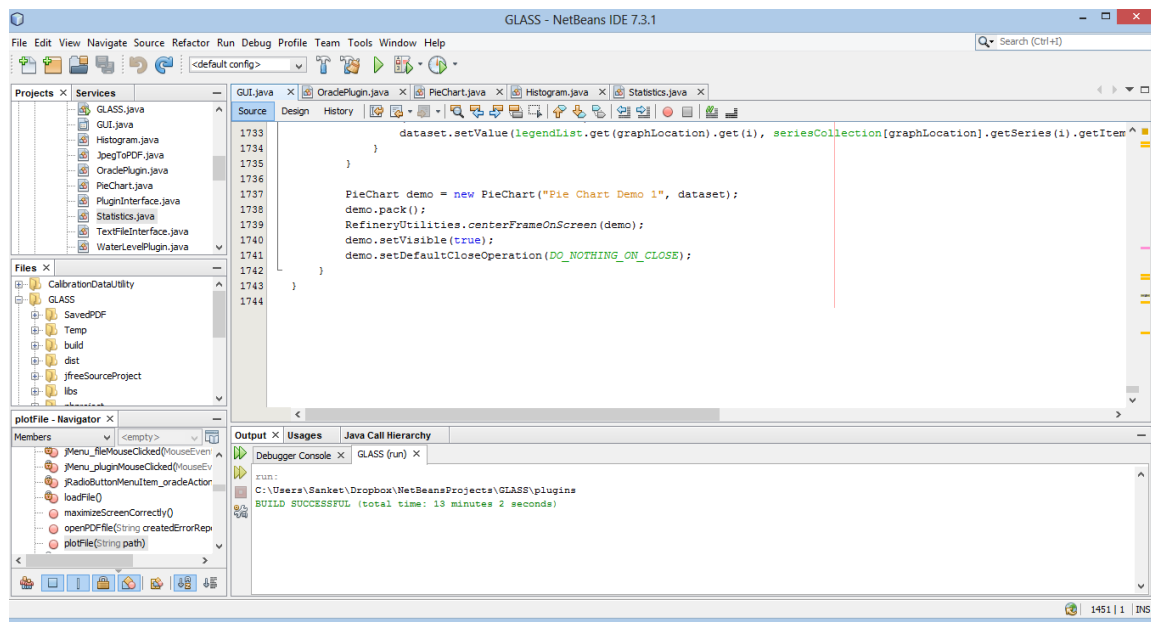 GLASS - NetBeans IDE 7.3.1
File Edit View Navigate Source Refactor Run Debug Profile Team Tools Window Help
Search (Ctrl+I)
<default config>
Projects Services
GLASS.java
GUI.java
Histogram.java
JpegToPDF.java
OraclePlugin.java
PieChart.java
PluginInterface.java
Statistics.java
TextFileInterface.java
WaterLevelPlugin.java
Files
CalibrationDataUtility
GLASS
SavedPDF
Temp
build
dist
jfreeSourceProject
libs
plotFile - Navigator
Members <empty>
jMenu_fileMouseClicked(MouseEven
jMenu_pluginMouseClicked(MouseEv
jRadioButtonMenuItem_oracleAction
loadFile()
maximizeScreenCorrectly()
openPDFfile(String createdErrorRepo
plotFile(String path)
GUI.java OraclePlugin.java PieChart.java Histogram.java Statistics.java
Source Design History
1733 dataset.setValue(legendList.get(graphLocation).get(i), seriesCollection[graphLocation].getSeries(i).getItem
1734 }
1735 }
1736
1737 PieChart demo = new PieChart("Pie Chart Demo 1", dataset);
1738 demo.pack();
1739 RefineryUtilities.centerFrameOnScreen(demo);
1740 demo.setVisible(true);
1741 demo.setDefaultCloseOperation(DO_NOTHING_ON_CLOSE);
1742 }
1743 }
1744
Output Usages Java Call Hierarchy
Debugger Console GLASS (run)
run:
C:\Users\Sanket\Dropbox\NetBeansProjects\GLASS\plugins
BUILD SUCCESSFUL (total time: 13 minutes 2 seconds)
1451 | 1 INS